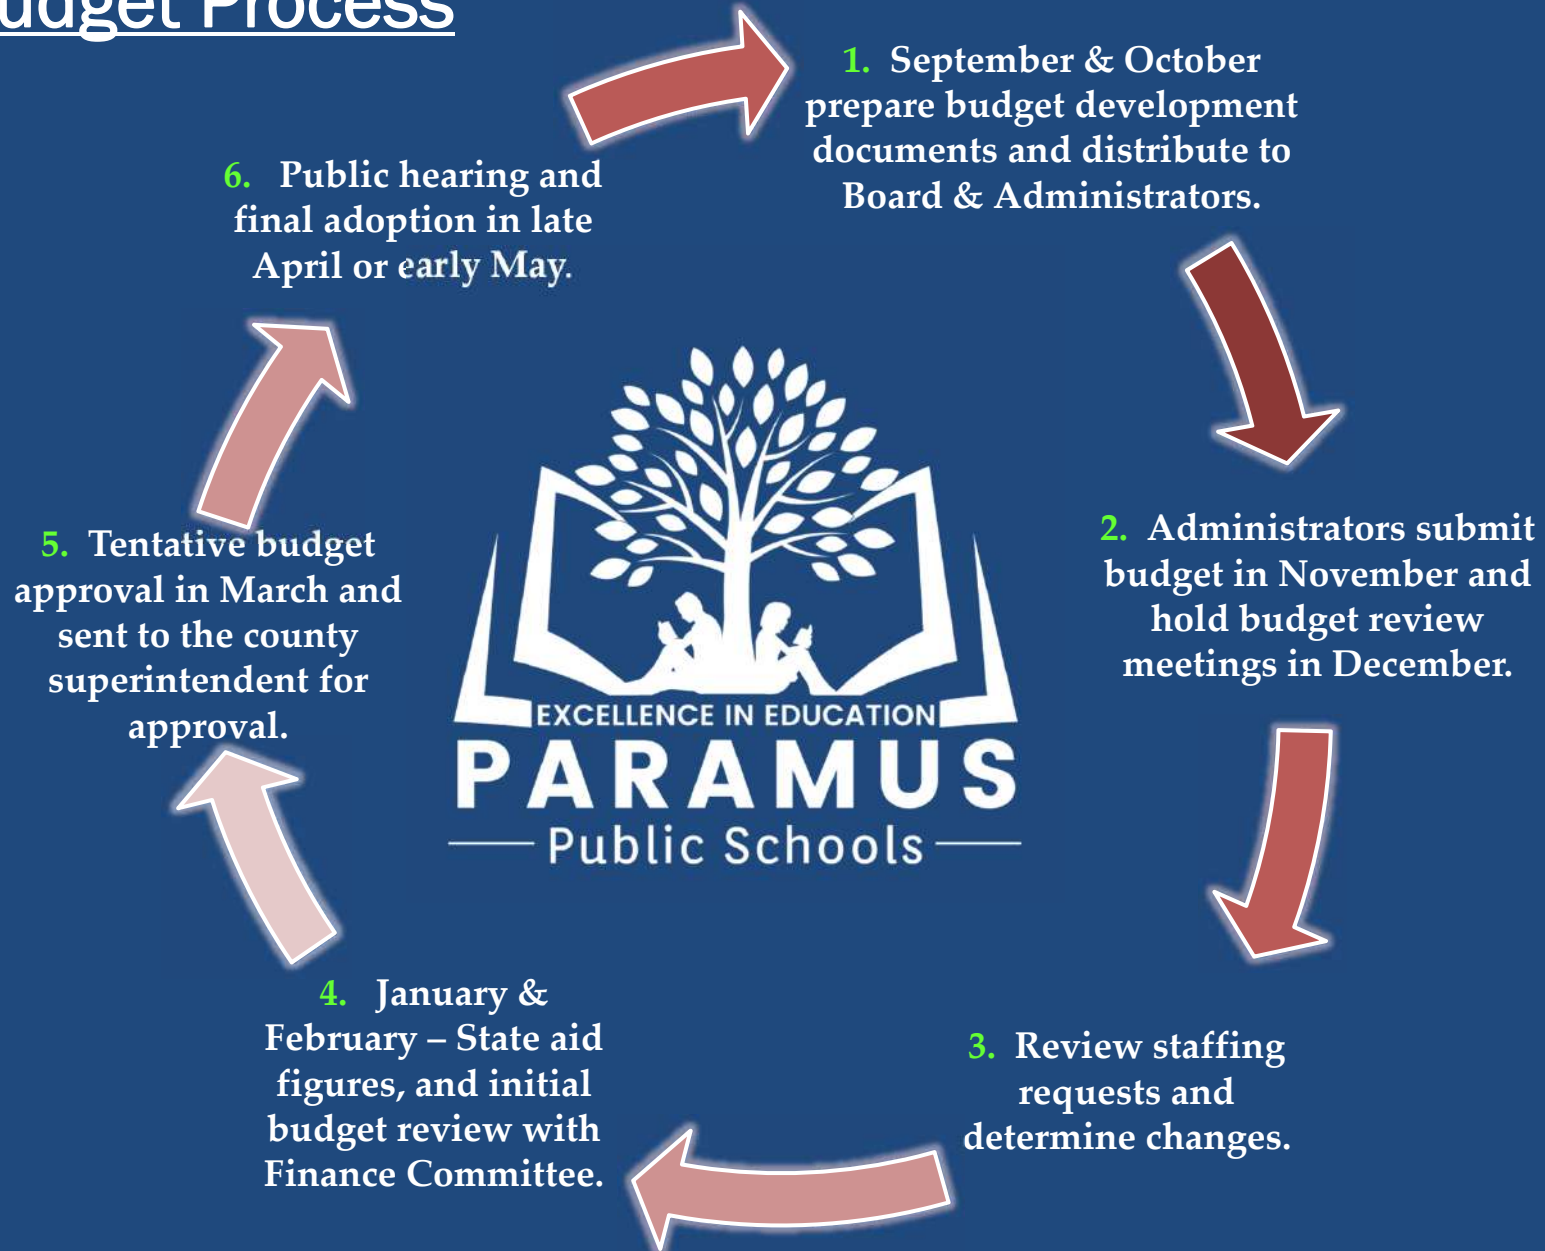 udget Process
1. September & October
prepare budget development
documents and distribute to
Board & Administrators.
2. Administrators submit
budget in November and
hold budget review
meetings in December.
3. Review staffing
requests and
determine changes.
4. January &
February – State aid
figures, and initial
budget review with
Finance Committee.
5. Tentative budget
approval in March and
sent to the county
superintendent for
approval.
6. Public hearing and
final adoption in late
April or early May.
EXCELLENCE IN EDUCATION
PARAMUS
Public Schools